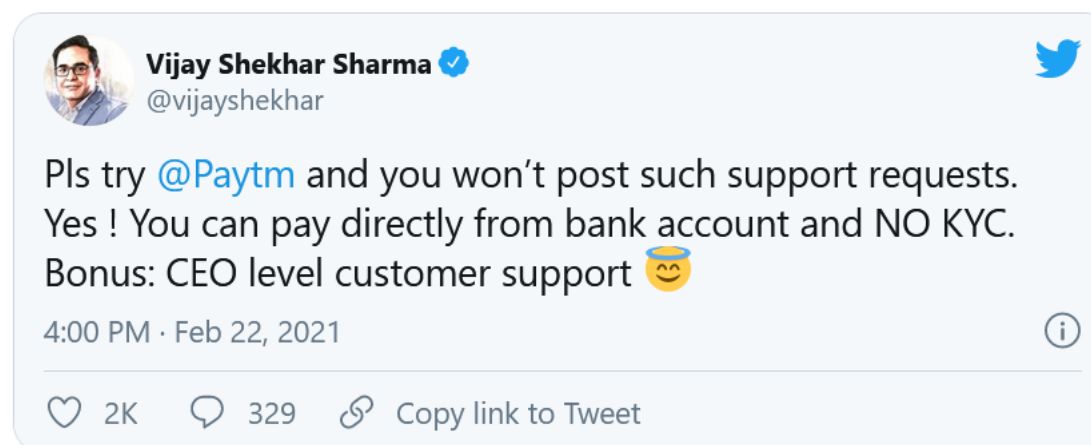 Vijay Shekhar Sharma
@vijayshekhar
Pls try @Paytm and you won’t post such support requests.
Yes ! You can pay directly from bank account and NO KYC.
Bonus: CEO level customer support 😇
4:00 PM · Feb 22, 2021
2K 329 Copy link to Tweet